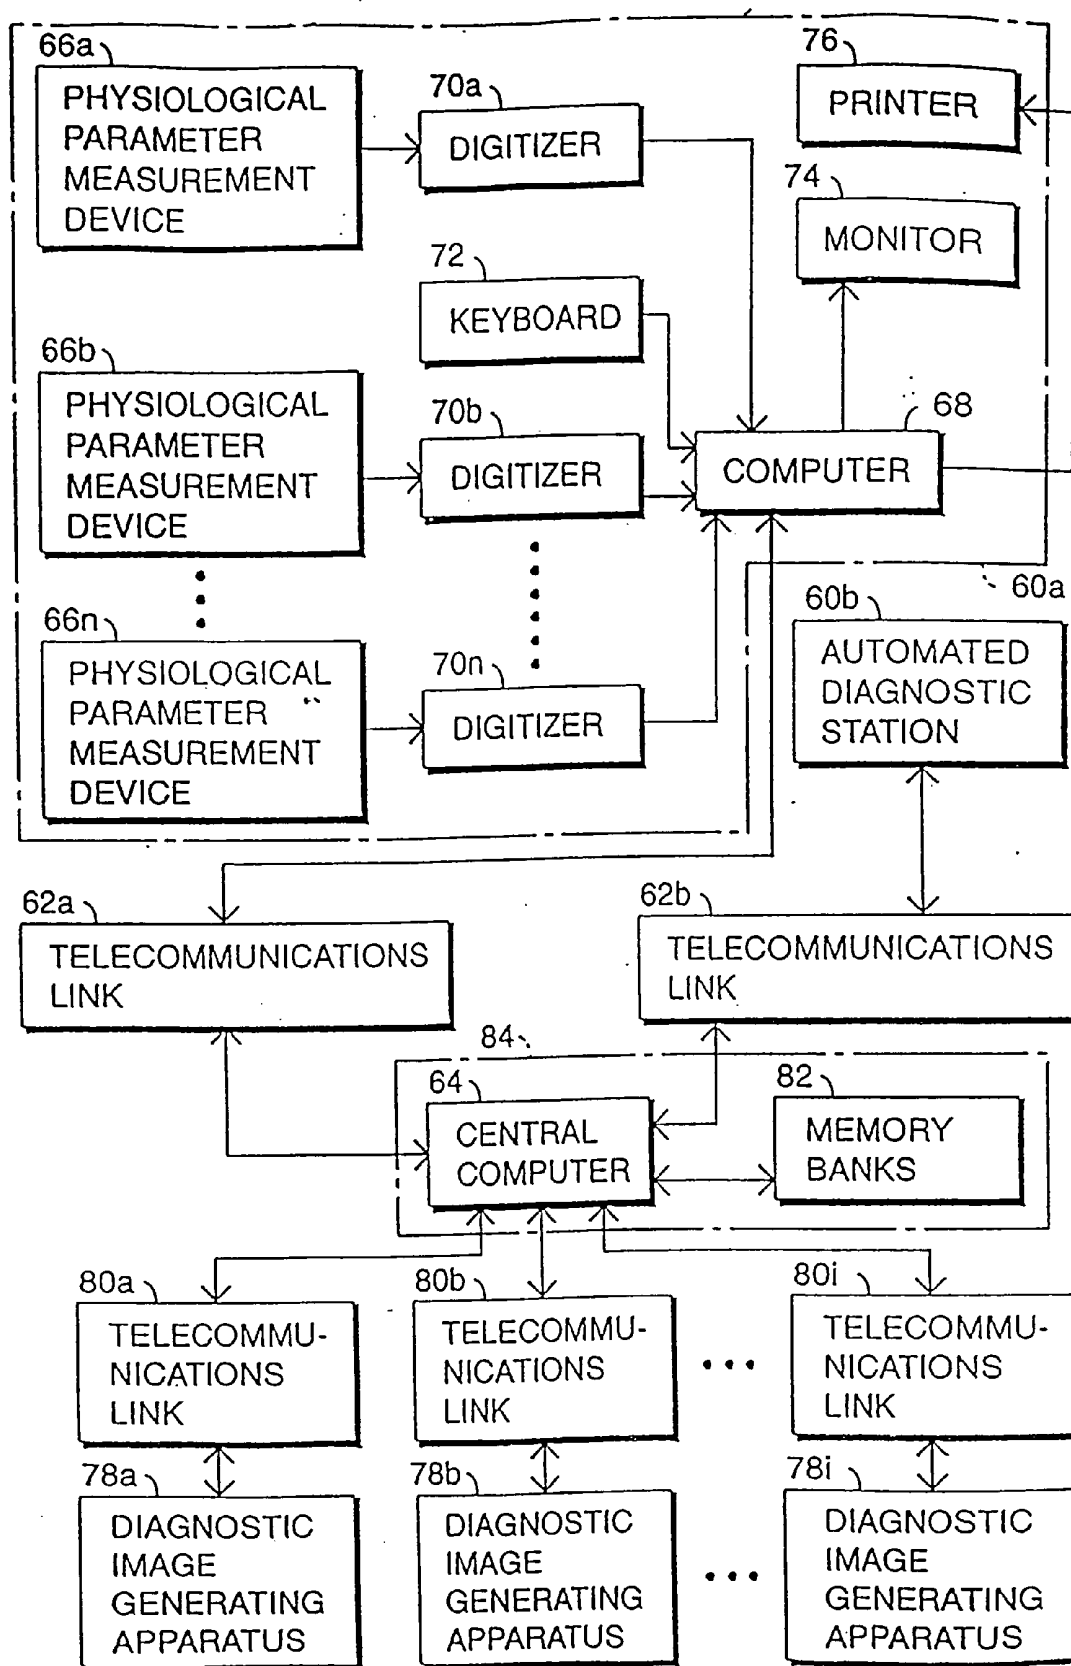 66a
PHYSIOLOGICAL
PARAMETER
MEASUREMENT
DEVICE
70a
DIGITIZER
76
PRINTER
74
MONITOR
72
KEYBOARD
66b
PHYSIOLOGICAL
PARAMETER
MEASUREMENT
DEVICE
70b
DIGITIZER
68
COMPUTER
60a
66n
PHYSIOLOGICAL
PARAMETER
MEASUREMENT
DEVICE
70n
DIGITIZER
60b
AUTOMATED
DIAGNOSTIC
STATION
62a
TELECOMMUNICATIONS
LINK
62b
TELECOMMUNICATIONS
LINK
84
64
CENTRAL
COMPUTER
82
MEMORY
BANKS
80a
TELECOMMU-
NICATIONS
LINK
80b
TELECOMMU-
NICATIONS
LINK
80i
TELECOMMU-
NICATIONS
LINK
78a
DIAGNOSTIC
IMAGE
GENERATING
APPARATUS
78b
DIAGNOSTIC
IMAGE
GENERATING
APPARATUS
78i
DIAGNOSTIC
IMAGE
GENERATING
APPARATUS